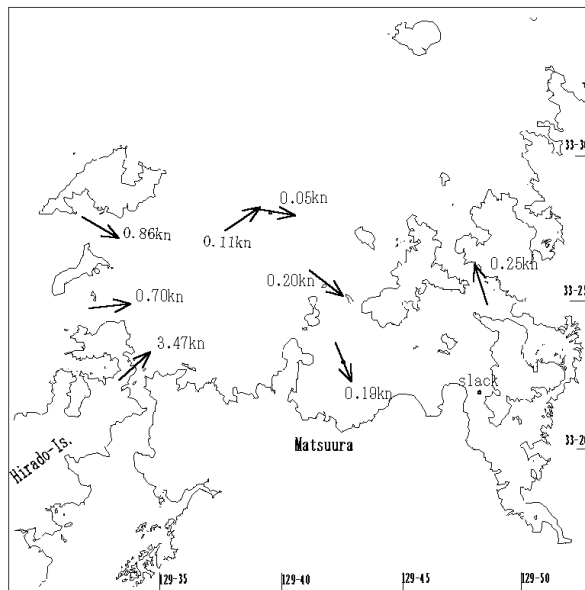 33-30
0.05kn
0.86kn
0.11kn
0.25kn
0.20kn
0.70kn
33-25
3.47kn
slack
0.19kn
Hirado-Is.
Matsuura
33-20
129-35
129-40
129-45
129-50